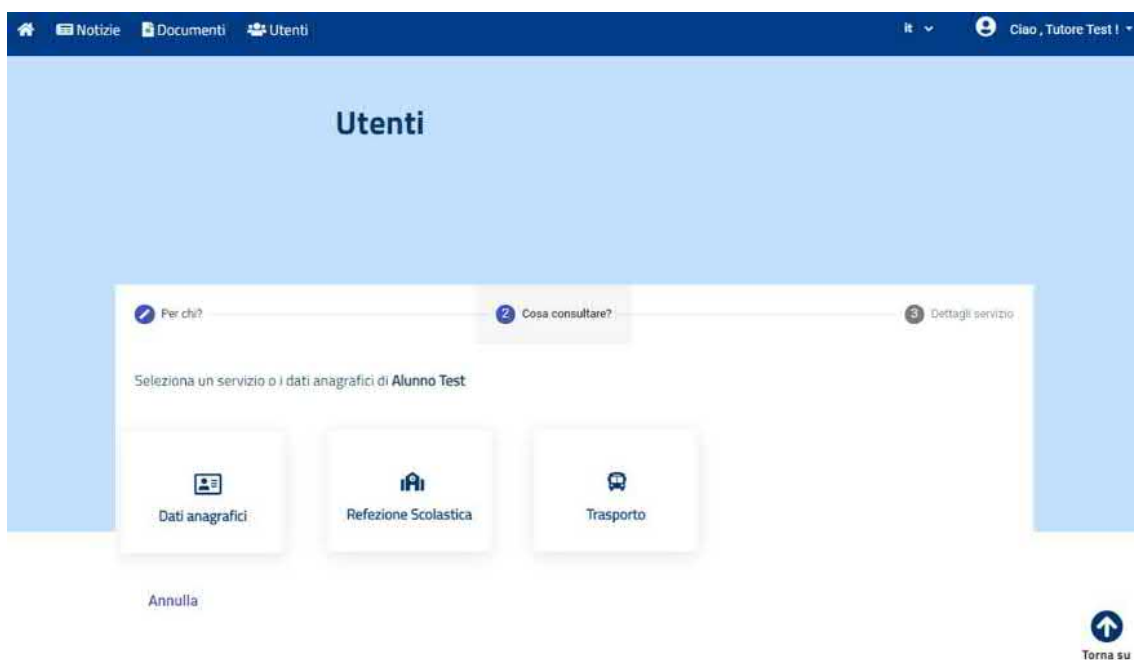 Notizie Documenti Utenti it Ciao , Tutore Test !
Utenti
Per chi? 2 Cosa consultare? 3 Dettagli servizio
Seleziona un servizio o i dati anagrafici di Alunno Test
Dati anagrafici Refezione Scolastica Trasporto
Annulla
Torna su